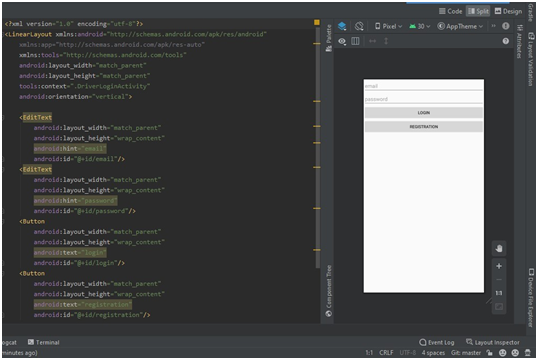 Code Split Design
<?xml version="1.0" encoding="utf-8"?>
<LinearLayout xmlns:android="http://schemas.android.com/apk/res/android"
xmlns:app="http://schemas.android.com/apk/res-auto"
xmlns:tools="http://schemas.android.com/tools"
android:layout_width="match_parent"
android:layout_height="match_parent"
tools:context=".DriverLoginActivity"
android:orientation="vertical">
<EditText
android:layout_width="match_parent"
android:layout_height="wrap_content"
android:hint="email"
android:id="@+id/email"/>
<EditText
android:layout_width="match_parent"
android:layout_height="wrap_content"
android:hint="password"
android:id="@+id/password"/>
<Button
android:layout_width="match_parent"
android:layout_height="wrap_content"
android:text="login"
android:id="@+id/login"/>
<Button
android:layout_width="match_parent"
android:layout_height="wrap_content"
android:text="registration"
android:id="@+id/registration"/>
Palette
Component Tree
Pixel 30 AppTheme
email
password
LOGIN
REGISTRATION
1:1
Gradle
Attributes
Layout Validation
Device File Explorer
ogcat Terminal Event Log Layout Inspector
minutes ago) 1:1 CRLF UTF-8 4 spaces Git: master